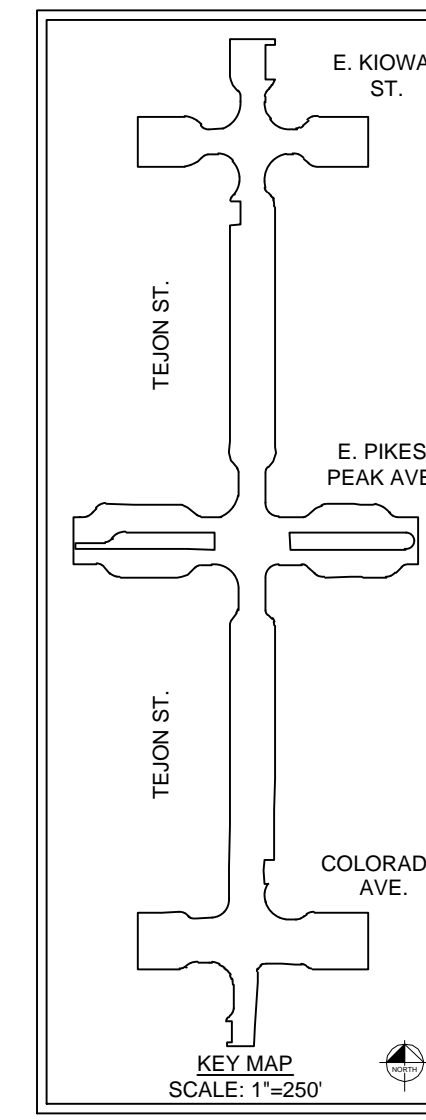 E. KIOWA
ST.
TEJON ST.
E. PIKES
PEAK AVE
TEJON ST.
COLORAD
AVE.
KEY MAP
SCALE: 1"=250'
NORTH